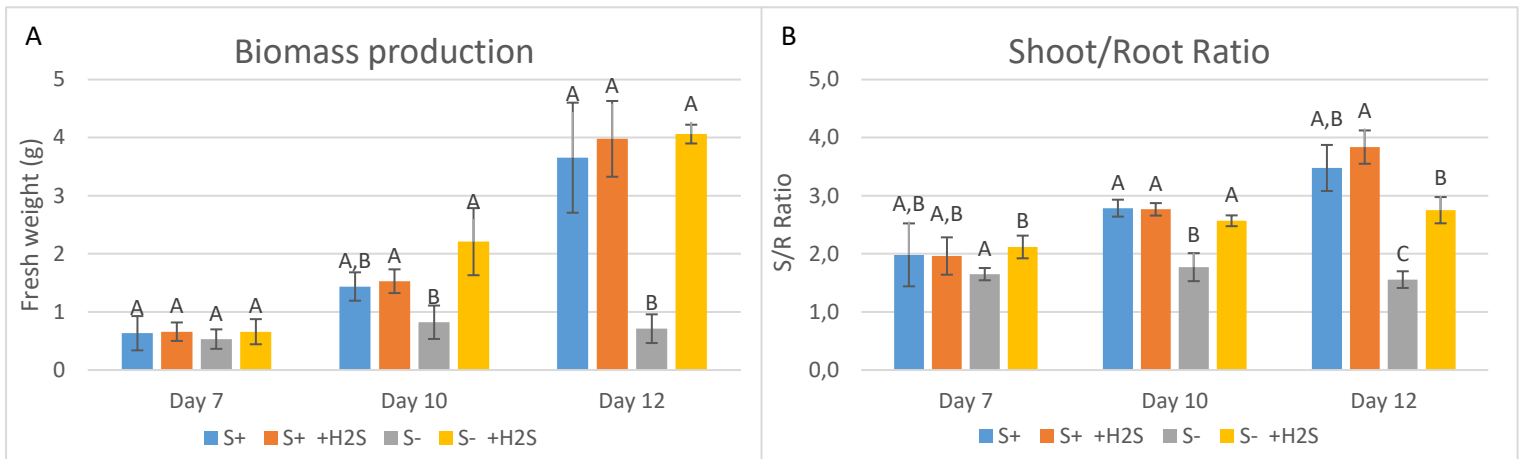 A
Biomass production
Fresh weight (g)
5
4
3
2
1
0
A A A A
A,B A B A
A A B A
Day 7 Day 10 Day 12
S+ S+ +H2S S- S- +H2S
B
Shoot/Root Ratio
S/R Ratio
5,0
4,0
3,0
2,0
1,0
0,0
A,B A,B A B
A A B A
A,B A C B
Day 7 Day 10 Day 12
S+ S+ +H2S S- S- +H2S